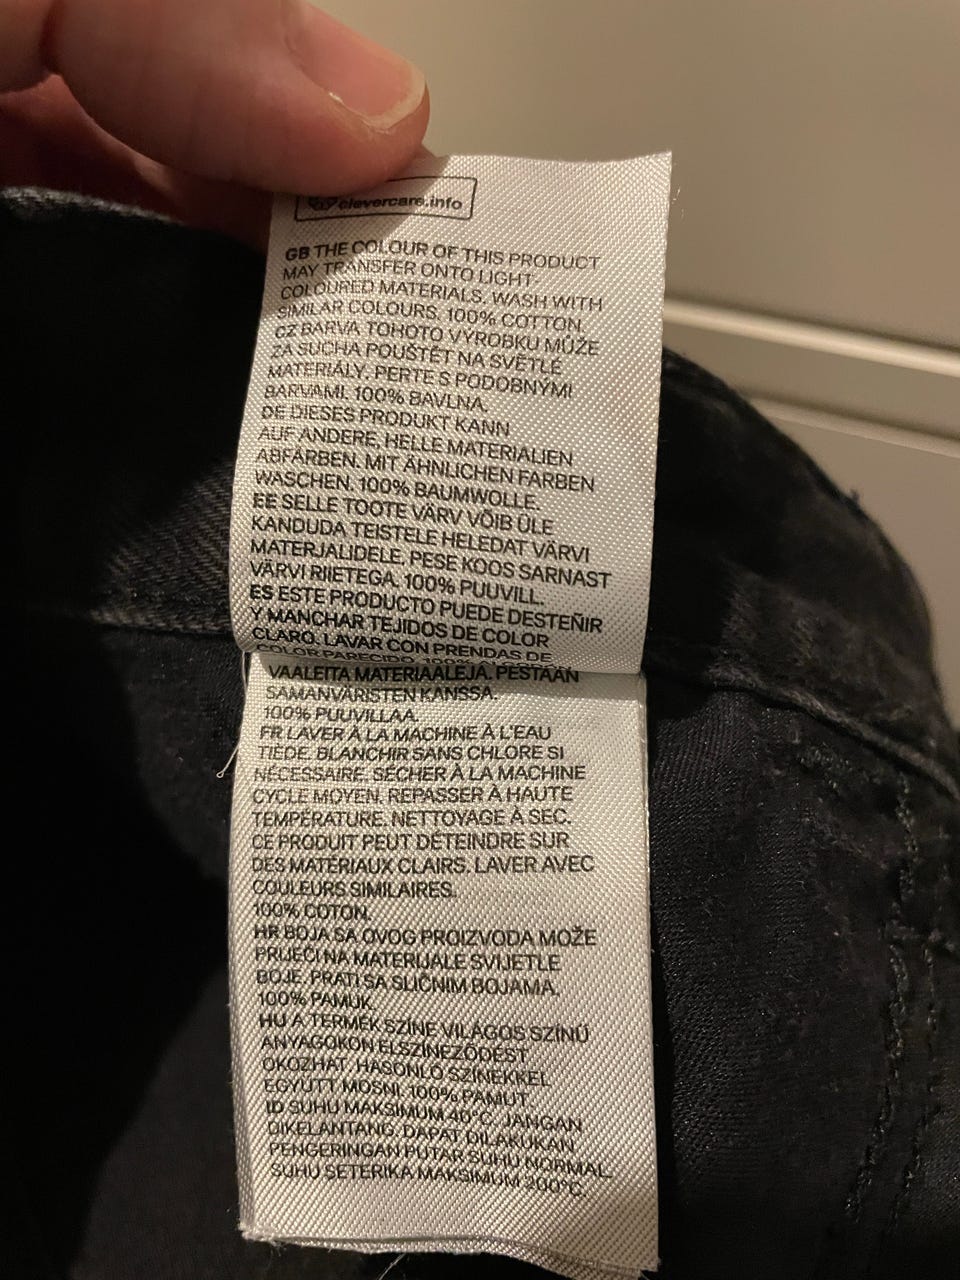 clevercare.info
GB THE COLOUR OF THIS PRODUCT
MAY TRANSFER ONTO LIGHT-
COLOURED MATERIALS. WASH WITH
SIMILAR COLOURS. 100% COTTON.
CZ BARVA TOHOTO VÝROBKU MŮŽE
ZA SUCHA POUŠTĚT NA SVĚTLÉ
MATERIÁLY. PERTE S PODOBNÝMI
BARVAMI. 100% BAVLNA.
DE DIESES PRODUKT KANN
AUF ANDERE, HELLE MATERIALIEN
ABFÄRBEN. MIT ÄHNLICHEN FARBEN
WASCHEN. 100% BAUMWOLLE.
EE SELLE TOOTE VÄRV VÕIB ÜLE
KANDUDA TEISTELE HELEDAT VÄRVI
MATERJALIDELE. PESE KOOS SARNAST
VÄRVI RIIETEGA. 100% PUUVILL.
ES ESTE PRODUCTO PUEDE DESTEÑIR
Y MANCHAR TEJIDOS DE COLOR
CLARO. LAVAR CON PRENDAS DE
COLOR PARECIDO. 100%
VAALEITA MATERIAALEJA. PESTÄÄN
SAMANVÄRISTEN KANSSA.
100% PUUVILLAA.
FR LAVER À LA MACHINE À L'EAU
TIÈDE. BLANCHIR SANS CHLORE SI
NÉCESSAIRE. SÉCHER À LA MACHINE
CYCLE MOYEN. REPASSER À HAUTE
TEMPÉRATURE. NETTOYAGE À SEC.
CE PRODUIT PEUT DÉTEINDRE SUR
DES MATÉRIAUX CLAIRS. LAVER AVEC
COULEURS SIMILAIRES.
100% COTON.
HR BOJA SA OVOG PROIZVODA MOŽE
PRIJEĆI NA MATERIJALE SVIJETLE
BOJE. PRATI SA SLIČNIM BOJAMA.
100% PAMUK.
HU A TERMÉK SZÍNE VILÁGOS SZÍNŰ
ANYAGOKON ELSZÍNEZŐDÉST
OKOZHAT. HASONLÓ SZÍNEKKEL
EGYÜTT MOSNI. 100% PAMUT
ID SUHU MAKSIMUM 40°C. JANGAN
DIKELANTANG. DAPAT DILAKUKAN
PENGERINGAN PUTAR SUHU NORMAL.
SUHU SETERIKA MAKSIMUM 200°C.